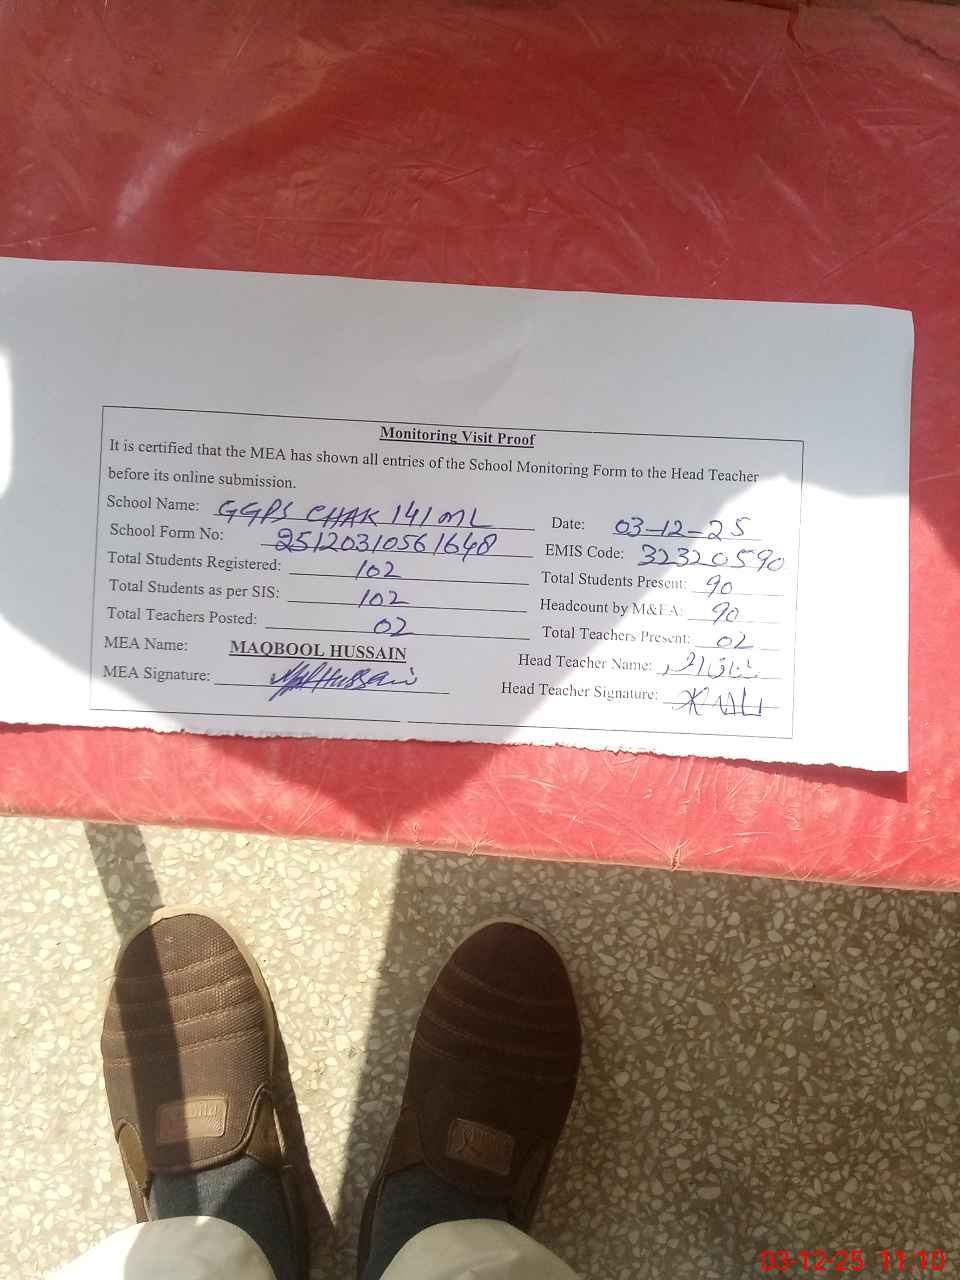 Monitoring Visit Proof
It is certified that the MEA has shown all entries of the School Monitoring Form to the Head Teacher
before its online submission.
School Name: GGPS CHAK 141 ML Date: 03-12-25
School Form No: 25120310561648 EMIS Code: 32320590
Total Students Registered: 102 Total Students Present: 90
Total Students as per SIS: 102 Headcount by M&EA: 90
Total Teachers Posted: 02 Total Teachers Present: 02
MEA Name: MAQBOOL HUSSAIN Head Teacher Name:
MEA Signature: Hussain Head Teacher Signature:
03-12-25 11:10